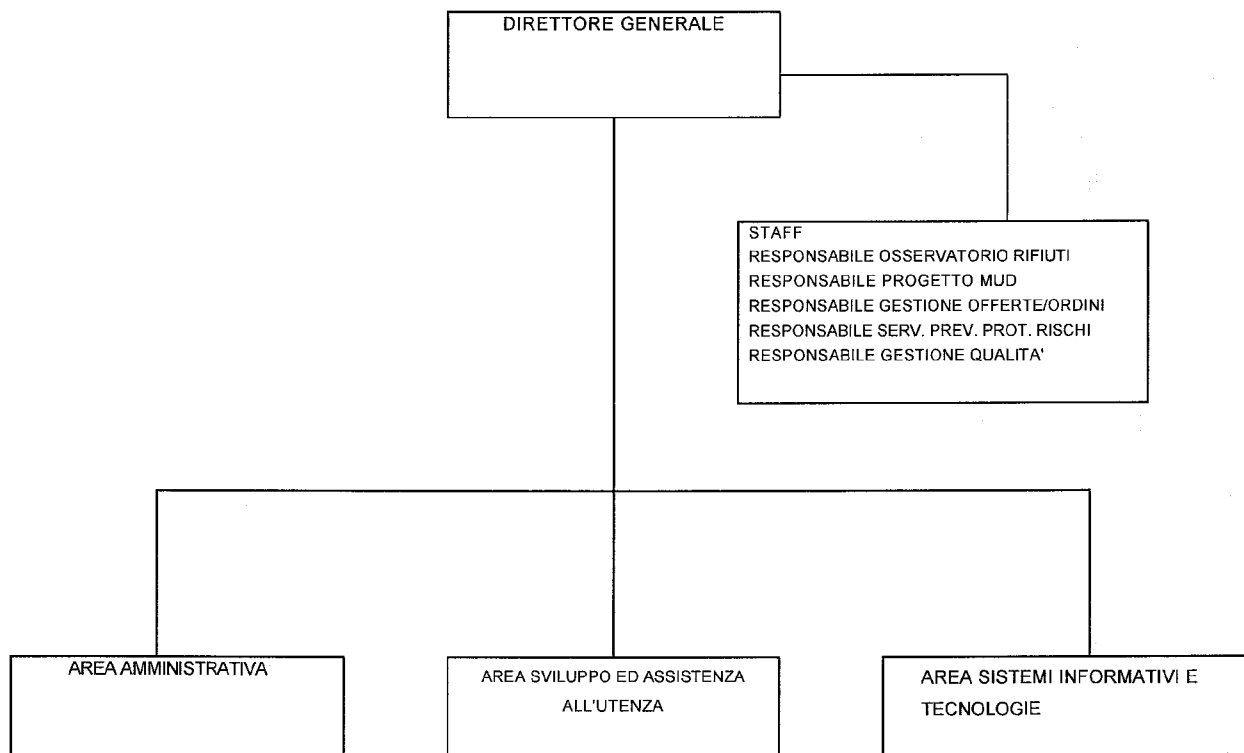 DIRETTORE GENERALE
STAFF
RESPONSABILE OSSERVATORIO RIFIUTI
RESPONSABILE PROGETTO MUD
RESPONSABILE GESTIONE OFFERTE/ORDINI
RESPONSABILE SERV. PREV. PROT. RISCHI
RESPONSABILE GESTIONE QUALITA'
AREA AMMINISTRATIVA
AREA SVILUPPO ED ASSISTENZA
ALL'UTENZA
AREA SISTEMI INFORMATIVI E
TECNOLOGIE